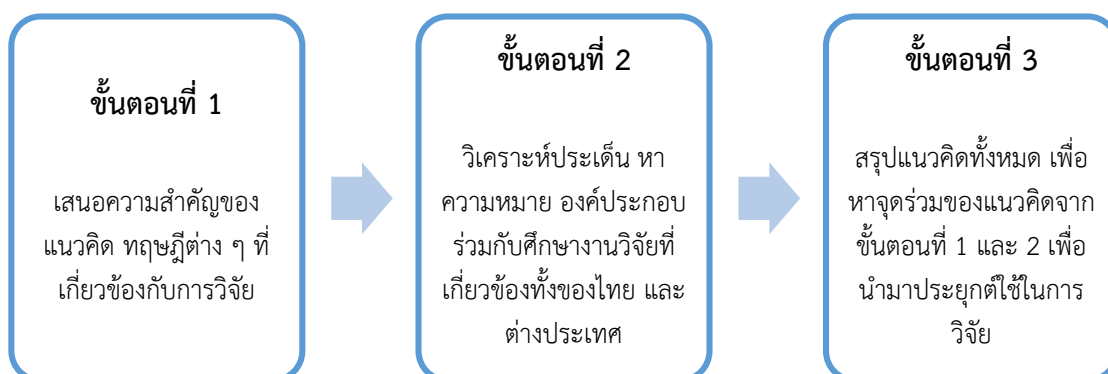 ขั้นตอนที่ 1
เสนอความสำคัญของ
แนวคิด ทฤษฎีต่าง ๆ ที่
เกี่ยวข้องกับการวิจัย
ขั้นตอนที่ 2
วิเคราะห์ประเด็น หา
ความหมาย องค์ประกอบ
ร่วมกับศึกษางานวิจัยที่
เกี่ยวข้องทั้งของไทย และ
ต่างประเทศ
ขั้นตอนที่ 3
สรุปแนวคิดทั้งหมด เพื่อ
หาจุดร่วมของแนวคิดจาก
ขั้นตอนที่ 1 และ 2 เพื่อ
นำมาประยุกต์ใช้ในการ
วิจัย